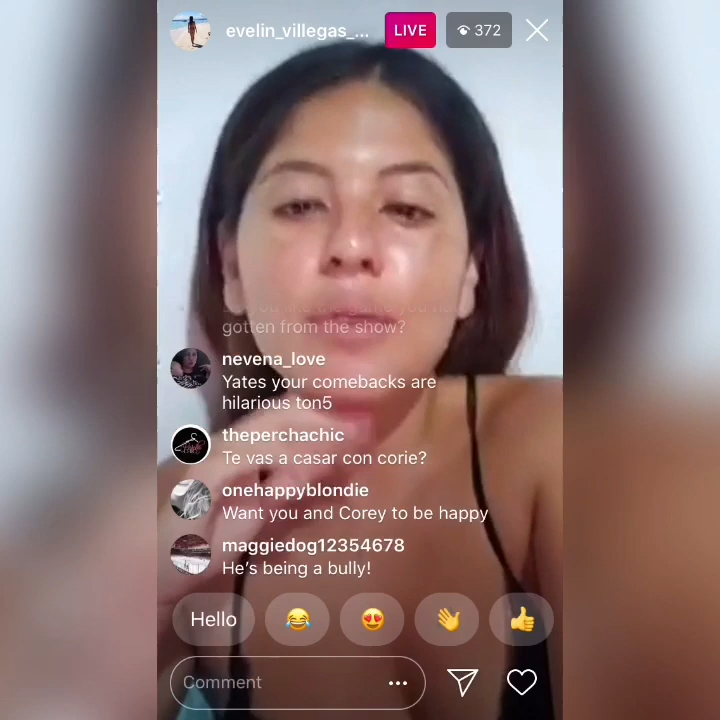 evelin_villegas_...
LIVE
372
gotten from the show?
nevena_love
Yates your comebacks are
hilarious ton5
theperchachic
Te vas a casar con corie?
onehappyblondie
Want you and Corey to be happy
maggiedog12354678
He's being a bully!
Hello
Comment